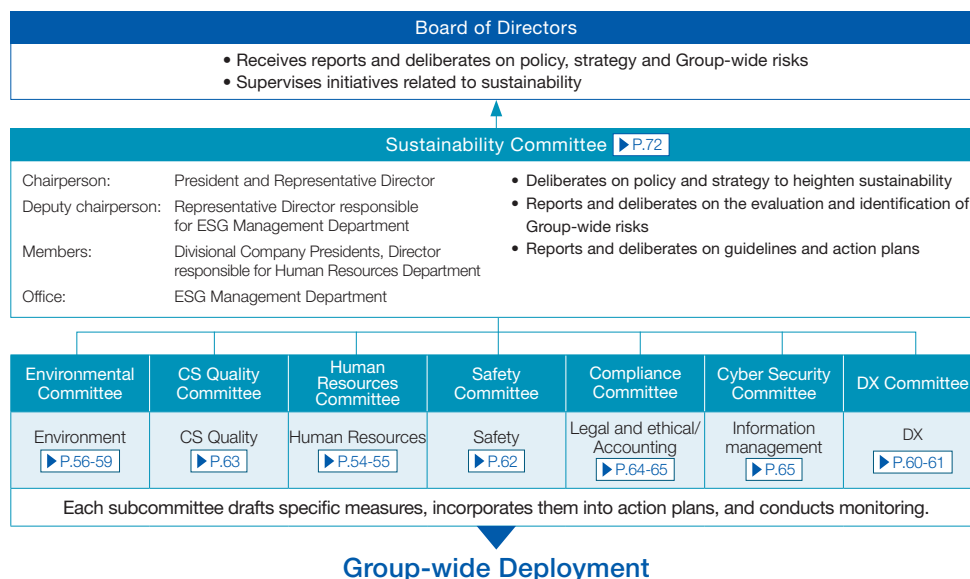 Board of Directors
• Receives reports and deliberates on policy, strategy and Group-wide risks
• Supervises initiatives related to sustainability
Sustainability Committee ▶P.72
Chairperson: President and Representative Director
Deputy chairperson: Representative Director responsible
for ESG Management Department
Members: Divisional Company Presidents, Director
responsible for Human Resources Department
Office: ESG Management Department
• Deliberates on policy and strategy to heighten sustainability
• Reports and deliberates on the evaluation and identification of
Group-wide risks
• Reports and deliberates on guidelines and action plans
Environmental
Committee
CS Quality
Committee
Human
Resources
Committee
Safety
Committee
Compliance
Committee
Cyber Security
Committee
DX Committee
Environment
▶P.56-59
CS Quality
▶P.63
Human Resources
▶P.54-55
Safety
▶P.62
Legal and ethical/
Accounting
▶P.64-65
Information
management
▶P.65
DX
▶P.60-61
Each subcommittee drafts specific measures, incorporates them into action plans, and conducts monitoring.
Group-wide Deployment